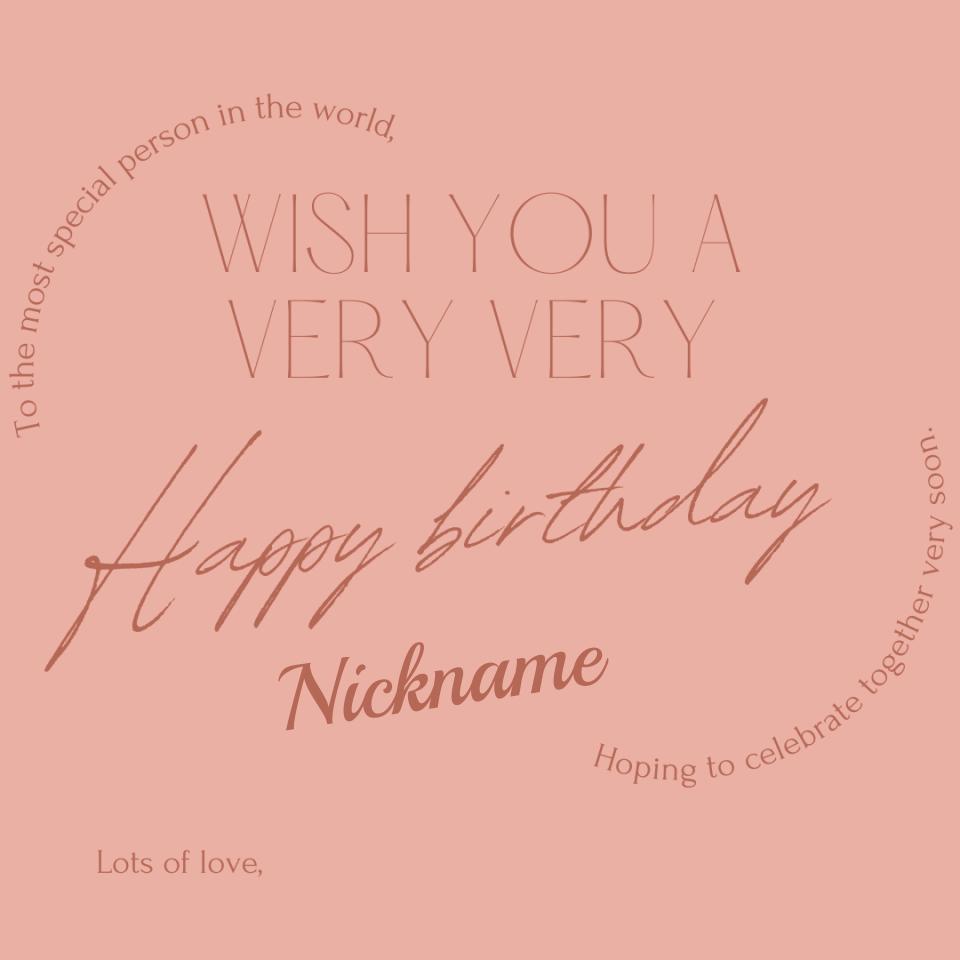 To the most special person in the world,
WISH YOU A
VERY VERY
Happy birthday
Nickname
Hoping to celebrate together very soon.
Lots of love,